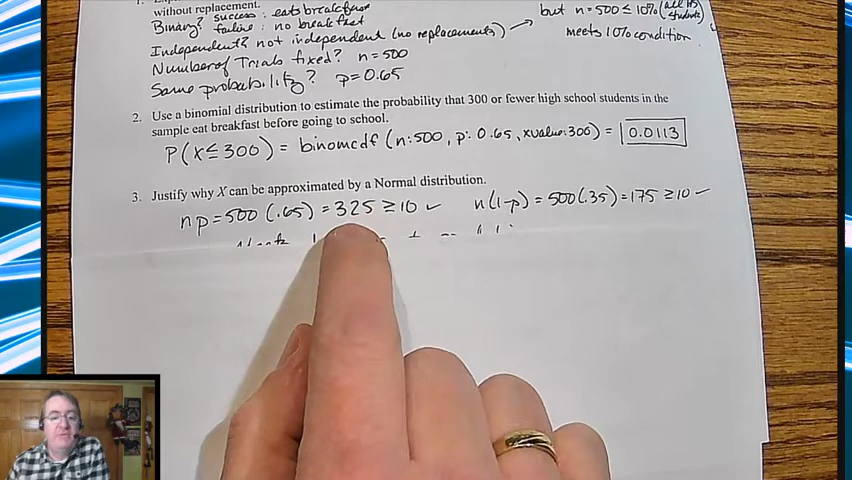 without replacement.
Binary? success: eats breakfast
failure: no breakfast
Independent? not independent (no replacements) → but n=500 ≤ 10% (all HS students)
meets 10% condition
Number of Trials fixed? n=500
Same probability? p=0.65
2. Use a binomial distribution to estimate the probability that 300 or fewer high school students in the
sample eat breakfast before going to school.
P(X≤300) = binomcdf (n:500, p: 0.65, xvalue:300) = 0.0113
3. Justify why X can be approximated by a Normal distribution.
np=500(.65)=325 ≥10 ✓ n(1-p)=500(.35)=175 ≥10 ✓